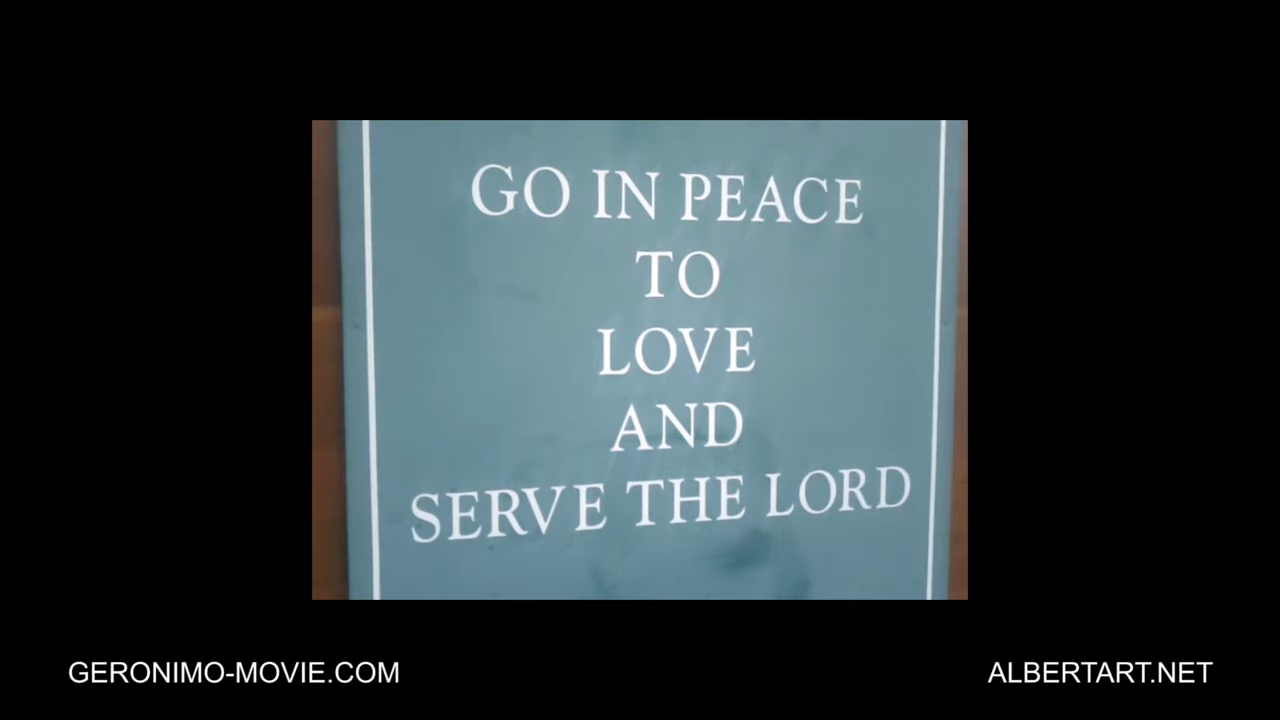 GO IN PEACE
TO
LOVE
AND
SERVE THE LORD
GERONIMO-MOVIE.COM
ALBERTART.NET